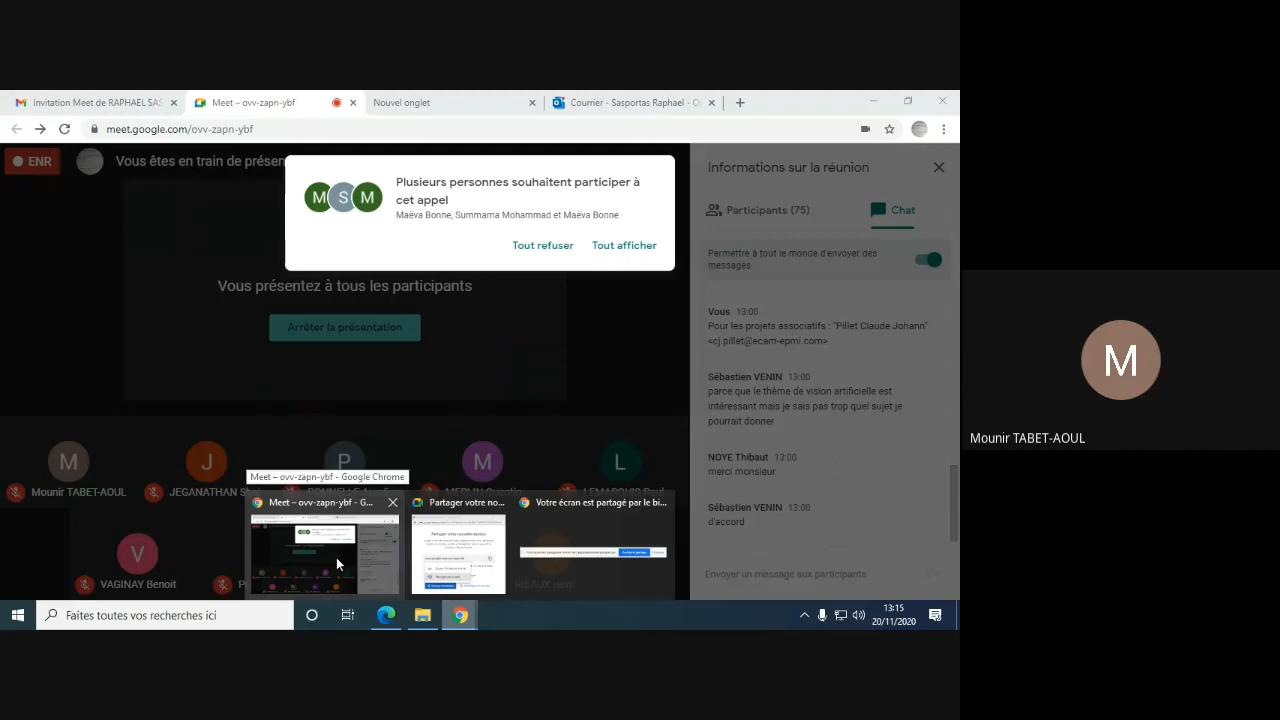 Invitation Meet de RAPHAEL SAS
Meet – ovv-zapn-ybf
Nouvel onglet
Courrier - Sasportas Raphael - O
meet.google.com/ovv-zapn-ybf
ENR
Vous êtes en train de présen
Plusieurs personnes souhaitent participer à
cet appel
M S M
Maëva Bonne, Summama Mohammad et Maëva Bonne
Tout refuser
Tout afficher
Informations sur la réunion
Participants (75)
Chat
Permettre à tout le monde d'envoyer des
messages
Vous présentez à tous les participants
Arrêter la présentation
Vous 13:00
Pour les projets associatifs : "Pillet Claude Johann"
<cj.pillet@ecam-epmi.com>
Sébastien VENIN 13:00
parce que le thème de vision artificielle est
intéressant mais je sais pas trop quel sujet je
pourrait donner
NOYE Thibaut 13:00
merci monsieur
Sébastien VENIN 13:00
d'accord
Envoyer un message aux participants
M
J
P
M
L
Mounir TABET-AOUL
JEGANATHAN
MERLIN Quentin
LEMARQUIS Paul
Meet – ovv-zapn-ybf - Google Chrome
Meet – ovv-zapn-ybf - G...
Partager votre no...
Votre écran est partagé par le bi...
V
VAGINAY Benoit
Faites toutes vos recherches ici
13:15
20/11/2020
M
Mounir TABET-AOUL